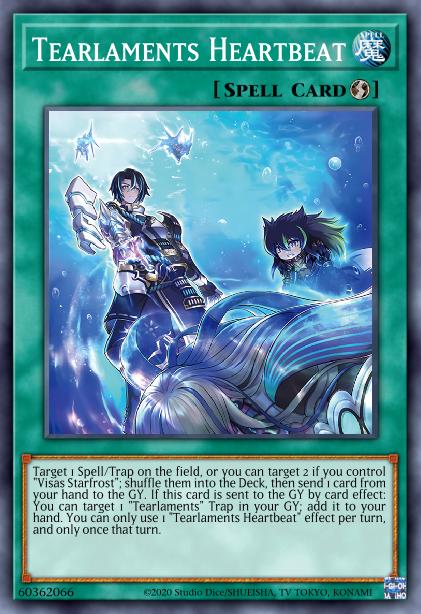 TEARLAMENTS HEARTBEAT
SPELL
魔
[SPELL CARD]
Target 1 Spell/Trap on the field, or you can target 2 if you control
"Visas Starfrost"; shuffle them into the Deck, then send 1 card from
your hand to the GY. If this card is sent to the GY by card effect:
You can target 1 "Tearlaments" Trap in your GY; add it to your
hand. You can only use 1 "Tearlaments Heartbeat" effect per turn,
and only once that turn.
60362066
©2020 Studio Dice/SHUEISHA, TV TOKYO, KONAMI